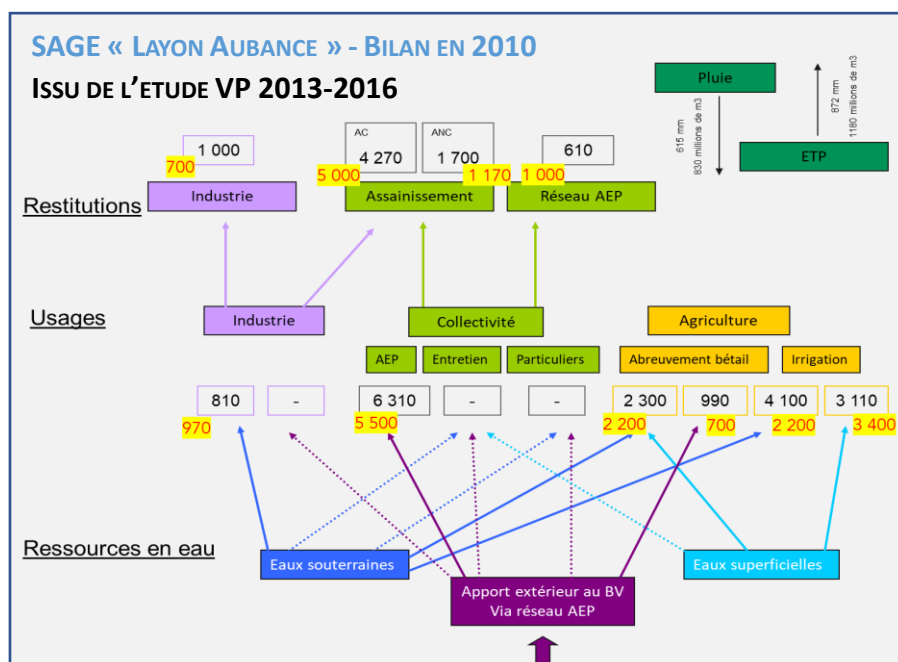 SAGE « LAYON AUBANCE » - BILAN EN 2010
ISSU DE L'ETUDE VP 2013-2016
Pluie
615 mm
830 millions de m3
872 mm
1180 millions de m3
ETP
1 000
700
AC
4 270
5 000
ANC
1 700
1 170
610
1 000
Restitutions
Industrie
Assainissement
Réseau AEP
Usages
Industrie
Collectivité
Agriculture
AEP
Entretien
Particuliers
Abreuvement bétail
Irrigation
810
-
6 310
-
-
2 300
990
4 100
3 110
970
5 500
2 200
700
2 200
3 400
Ressources en eau
Eaux souterraines
Eaux superficielles
Apport extérieur au BV
Via réseau AEP